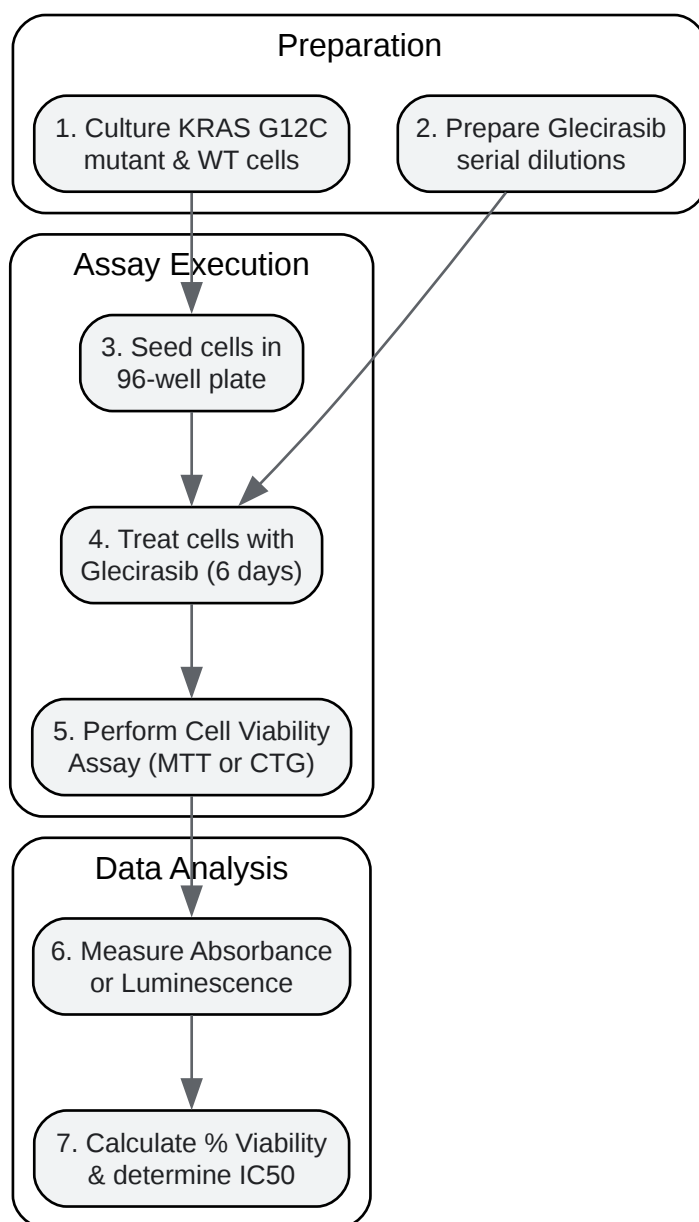 Preparation
1. Culture KRAS G12C
mutant & WT cells
2. Prepare Glecirasib
serial dilutions
Assay Execution
3. Seed cells in
96-well plate
4. Treat cells with
Glecirasib (6 days)
5. Perform Cell Viability
Assay (MTT or CTG)
Data Analysis
6. Measure Absorbance
or Luminescence
7. Calculate % Viability
& determine IC50